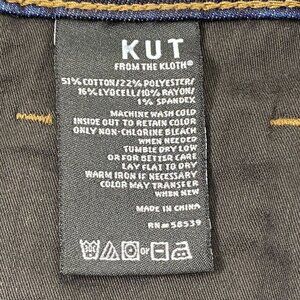 KUT
FROM THE KLOTH®
51% COTTON/22% POLYESTER/
16% LYOCELL/10% RAYON/
1% SPANDEX
MACHINE WASH COLD
INSIDE OUT TO RETAIN COLOR
ONLY NON-CHLORINE BLEACH
WHEN NEEDED
TUMBLE DRY LOW
OR FOR BETTER CARE
LAY FLAT TO DRY
WARM IRON IF NECESSARY
COLOR MAY TRANSFER
WHEN NEW
MADE IN CHINA
RN# 58539
or